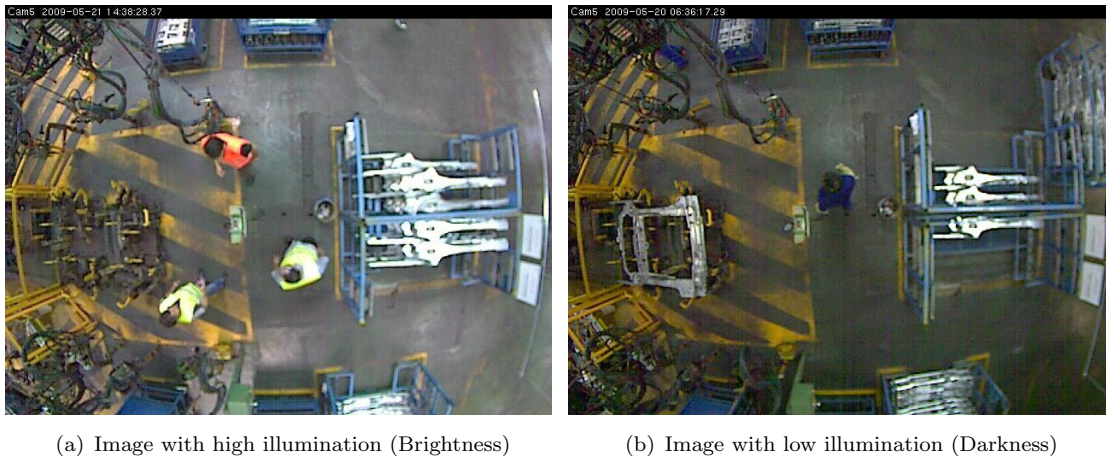 Cam5 2009-05-21 14:38:28.37
Cam5 2009-05-20 06:36:17.29
(a) Image with high illumination (Brightness)
(b) Image with low illumination (Darkness)